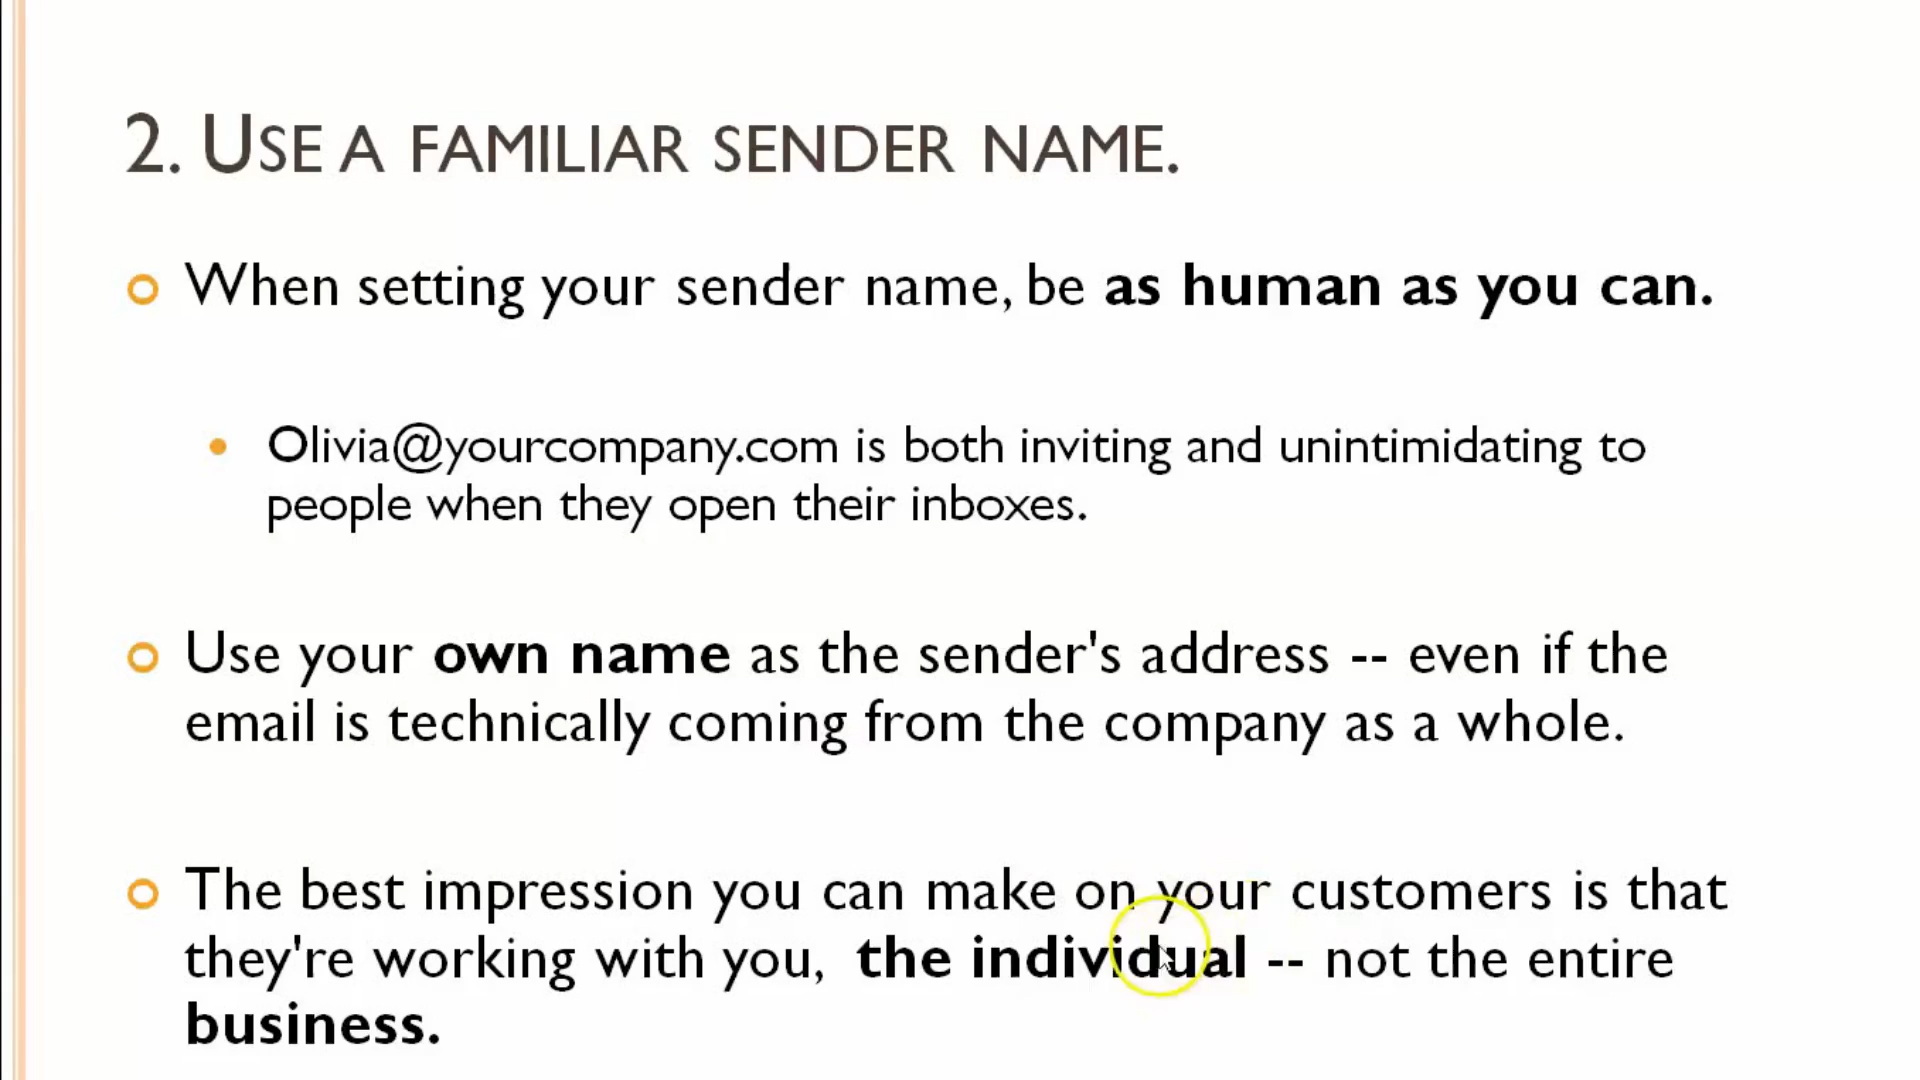 2. USE A FAMILIAR SENDER NAME.
When setting your sender name, be as human as you can.
Olivia@yourcompany.com is both inviting and unintimidating to
people when they open their inboxes.
Use your own name as the sender's address -- even if the
email is technically coming from the company as a whole.
The best impression you can make on your customers is that
they're working with you, the individual -- not the entire
business.